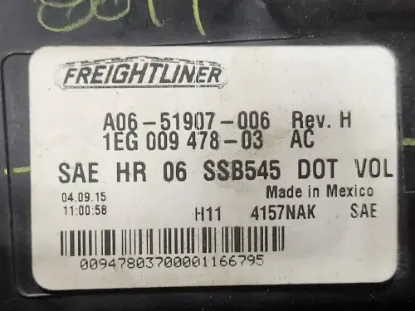 FREIGHTLINER
A06-51907-006 Rev. H
1EG 009 478-03 AC
SAE HR 06 SSB545 DOT VOL
04.09.15 Made in Mexico
11:00:58 H11 4157NAK SAE
00947803700001166795